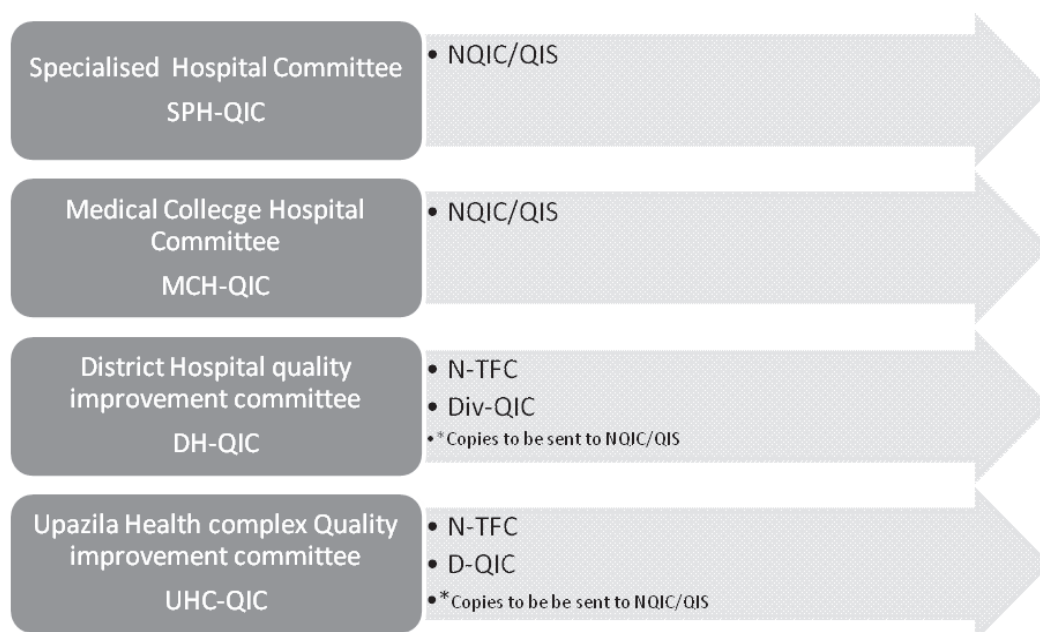 Specialised Hospital Committee
SPH-QIC
• NQIC/QIS
Medical Collecge Hospital
Committee
MCH-QIC
• NQIC/QIS
District Hospital quality
improvement committee
DH-QIC
• N-TFC
• Div-QIC
• *Copies to be sent to NQIC/QIS
Upazila Health complex Quality
improvement committee
UHC-QIC
• N-TFC
• D-QIC
• *Copies to be be sent to NQIC/QIS